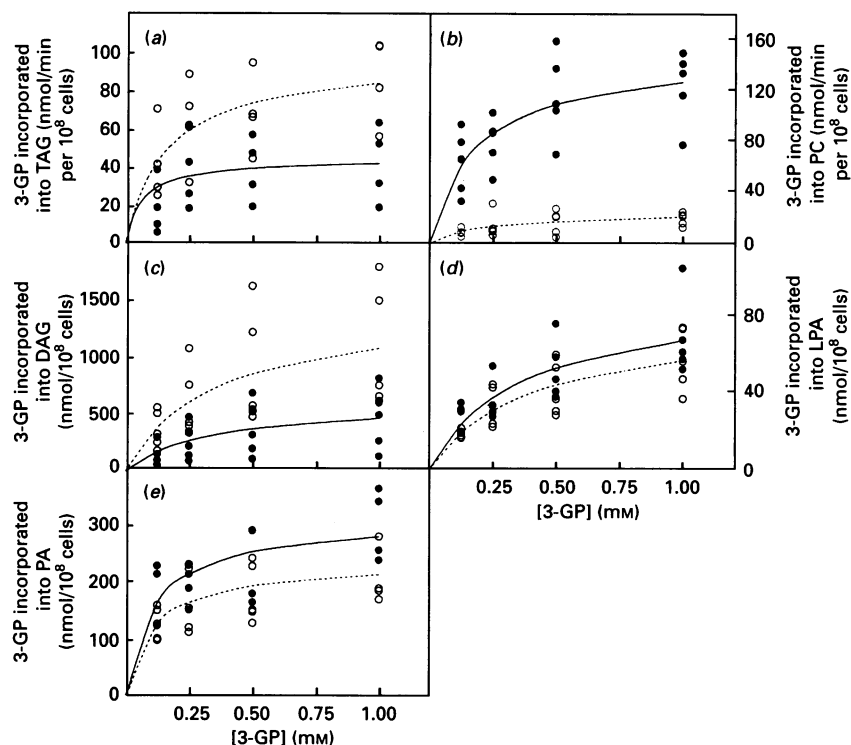 (a)
3-GP incorporated
into TAG (nmol/min
per 10⁸ cells)
100
80
60
40
20
0
(b)
160
120
80
40
0
3-GP incorporated
into PC (nmol/min
per 10⁸ cells)
(c)
3-GP incorporated
into DAG
(nmol/10⁸ cells)
1500
1000
500
0
(d)
80
40
0
3-GP incorporated
into LPA
(nmol/10⁸ cells)
0.25 0.50 0.75 1.00
[3-GP] (mM)
(e)
3-GP incorporated
into PA
(nmol/10⁸ cells)
300
200
100
0
0.25 0.50 0.75 1.00
[3-GP] (mM)